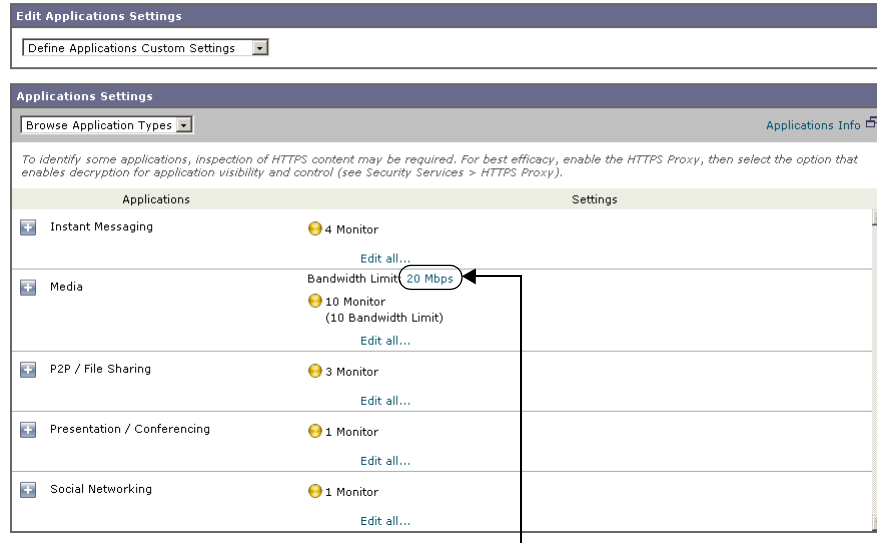 Edit Applications Settings
Define Applications Custom Settings
Applications Settings
Browse Application Types
Applications Info
To identify some applications, inspection of HTTPS content may be required. For best efficacy, enable the HTTPS Proxy, then select the option that
enables decryption for application visibility and control (see Security Services > HTTPS Proxy).
Applications Settings
Instant Messaging
4 Monitor
Edit all...
Media
Bandwidth Limit: 20 Mbps
10 Monitor
(10 Bandwidth Limit)
Edit all...
P2P / File Sharing
3 Monitor
Edit all...
Presentation / Conferencing
1 Monitor
Edit all...
Social Networking
1 Monitor
Edit all...